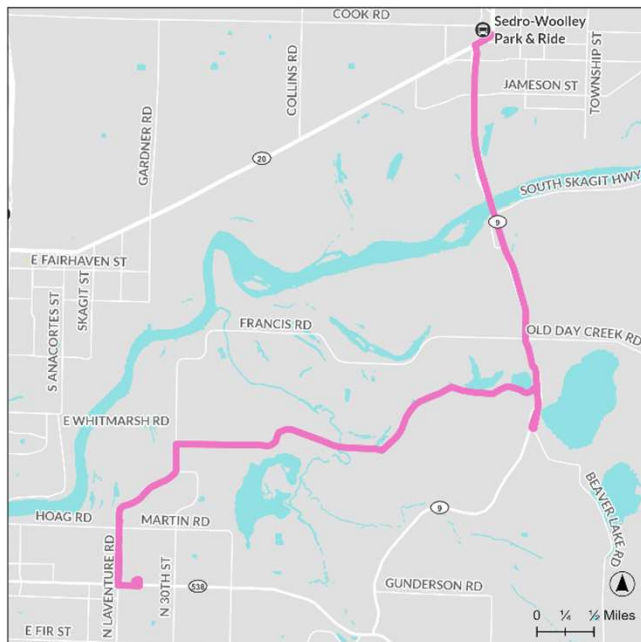 COOK RD
Sedro-Woolley
Park & Ride
TOWNSHIP ST
COLLINS RD
JAMESON ST
GARDNER RD
20
SOUTH SKAGIT HWY
9
E FAIRHAVEN ST
SKAGIT ST
S ANACORTES ST
FRANCIS RD
OLD DAY CREEK RD
E WHITMARSH RD
BEAVER LAKE RD
HOAG RD
MARTIN RD
9
N LAVENTURE RD
N 30TH ST
538
GUNDERSON RD
E FIR ST
0 ¼ ½ Miles